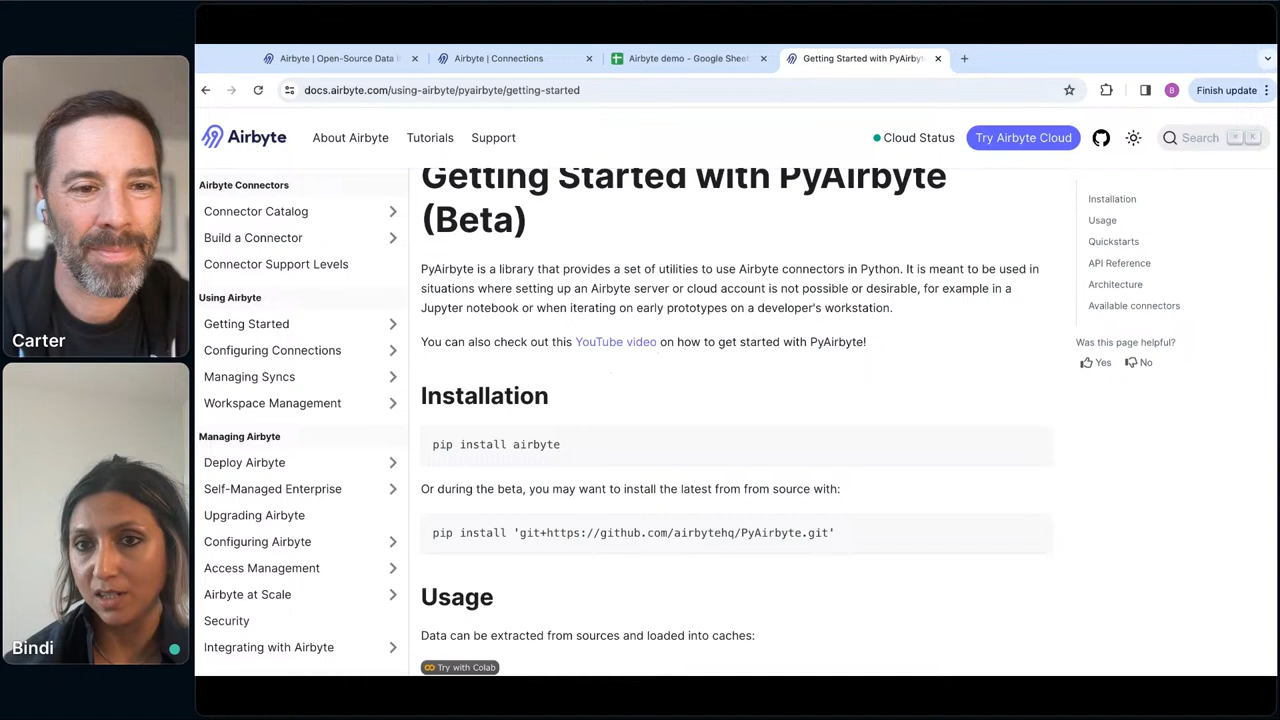 Airbyte | Open-Source Data I
Airbyte | Connections
Airbyte demo - Google Sheet
Getting Started with PyAirbyt
docs.airbyte.com/using-airbyte/pyairbyte/getting-started
B
Finish update
Airbyte
About Airbyte
Tutorials
Support
Cloud Status
Try Airbyte Cloud
Search
⌘ K
Airbyte Connectors
Connector Catalog
Build a Connector
Connector Support Levels
Using Airbyte
Getting Started
Configuring Connections
Managing Syncs
Workspace Management
Managing Airbyte
Deploy Airbyte
Self-Managed Enterprise
Upgrading Airbyte
Configuring Airbyte
Access Management
Airbyte at Scale
Security
Integrating with Airbyte
Getting Started with PyAirbyte
(Beta)
PyAirbyte is a library that provides a set of utilities to use Airbyte connectors in Python. It is meant to be used in
situations where setting up an Airbyte server or cloud account is not possible or desirable, for example in a
Jupyter notebook or when iterating on early prototypes on a developer's workstation.
You can also check out this YouTube video on how to get started with PyAirbyte!
Installation
pip install airbyte
Or during the beta, you may want to install the latest from from source with:
pip install 'git+https://github.com/airbytehq/PyAirbyte.git'
Usage
Data can be extracted from sources and loaded into caches:
Try with Colab
Installation
Usage
Quickstarts
API Reference
Architecture
Available connectors
Was this page helpful?
Yes
No
Carter
Bindi